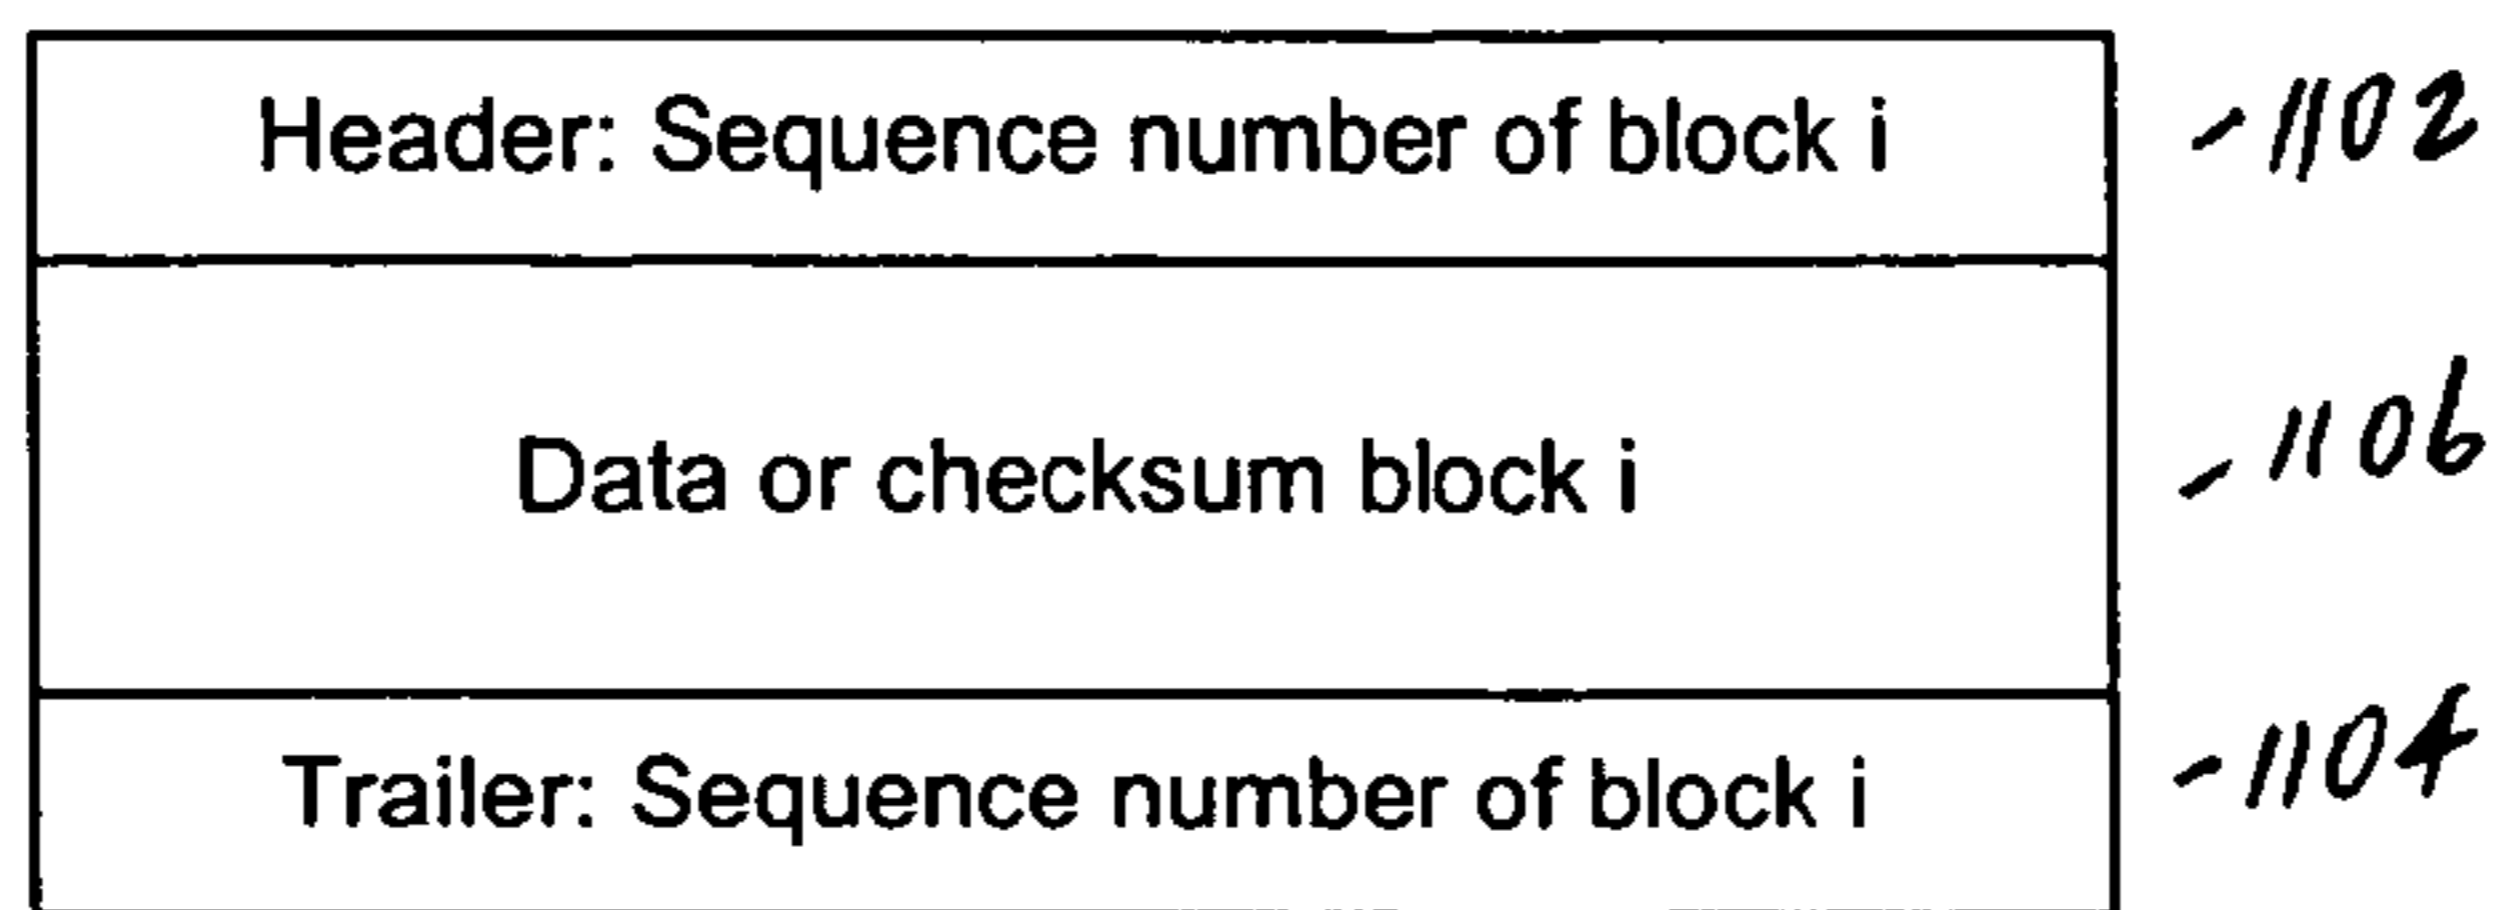 Header: Sequence number of block i -1102
Data or checksum block i -1106
Trailer: Sequence number of block i -1104